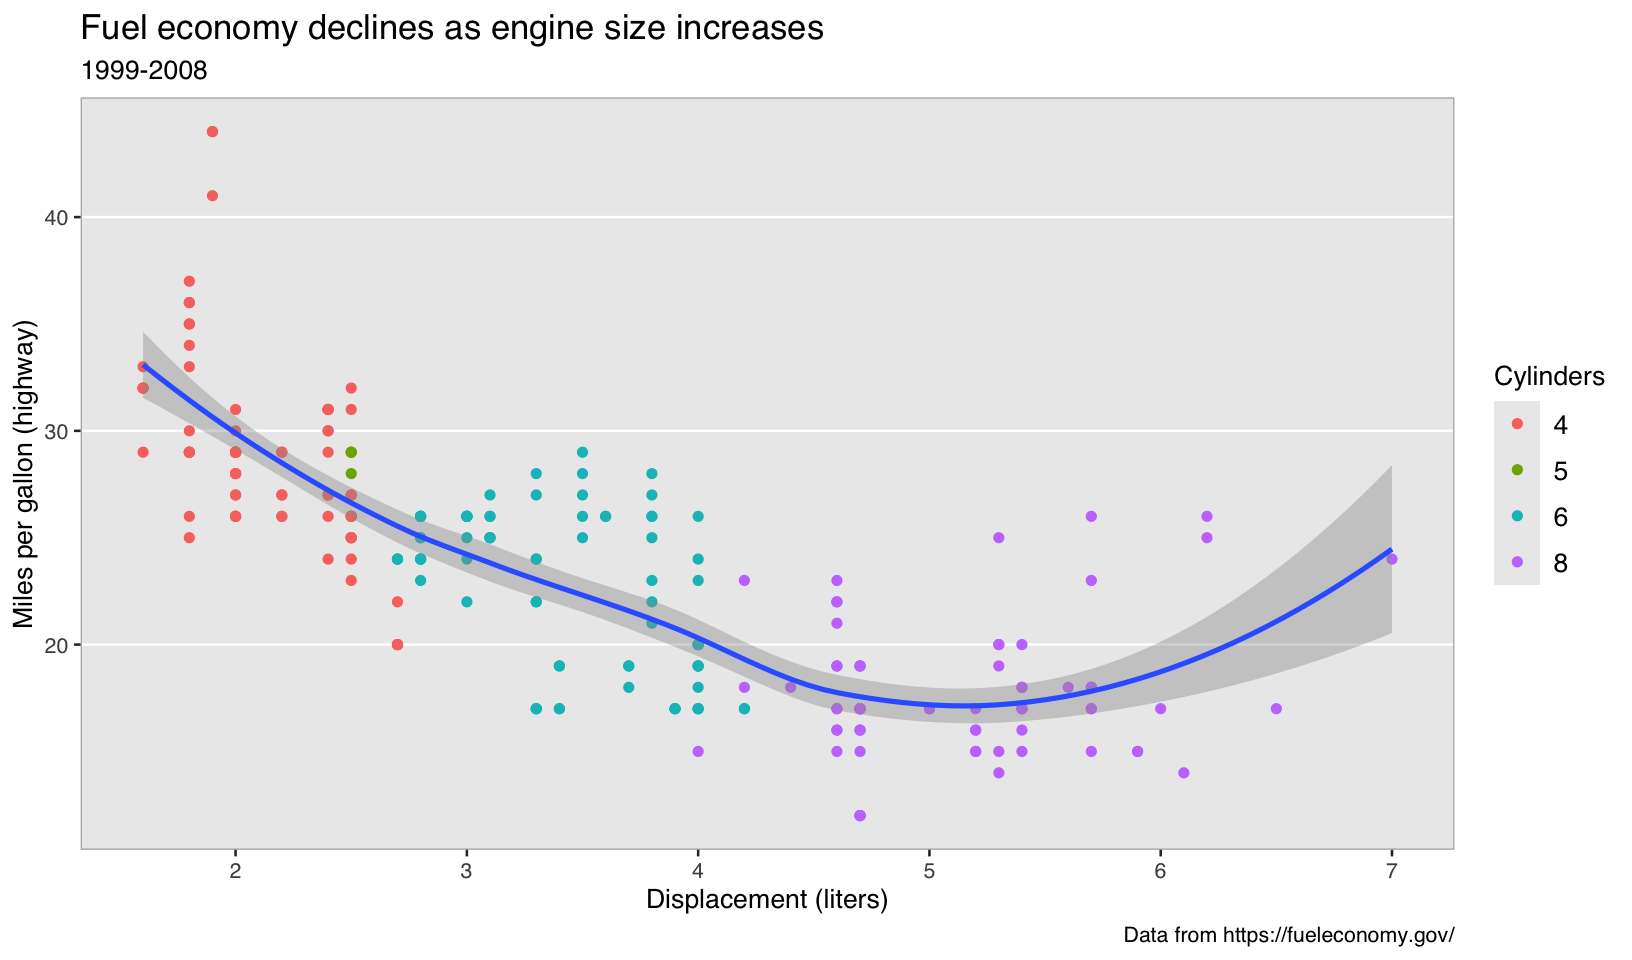 Fuel economy declines as engine size increases
1999-2008
Miles per gallon (highway)
40
30
20
2 3 4 5 6 7
Displacement (liters)
Cylinders
4
5
6
8
Data from https://fueleconomy.gov/